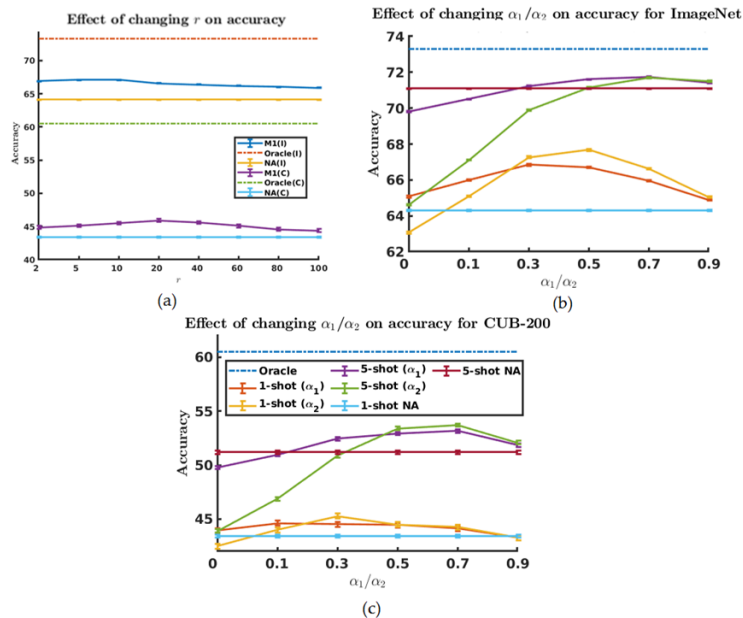 Effect of changing r on accuracy
Accuracy
70
65
60
55
50
45
40
M1(I)
Oracle(I)
NA(I)
M1(C)
Oracle(C)
NA(C)
2 5 10 20 40 60 80 100
r
(a)
Effect of changing α₁/α₂ on accuracy for ImageNet
Accuracy
74
72
70
68
66
64
62
0 0.1 0.3 0.5 0.7 0.9
α₁/α₂
(b)
Effect of changing α₁/α₂ on accuracy for CUB-200
Accuracy
60
55
50
45
Oracle 5-shot (α₁) 5-shot NA
1-shot (α₁) 5-shot (α₂)
1-shot (α₂) 1-shot NA
0 0.1 0.3 0.5 0.7 0.9
α₁/α₂
(c)